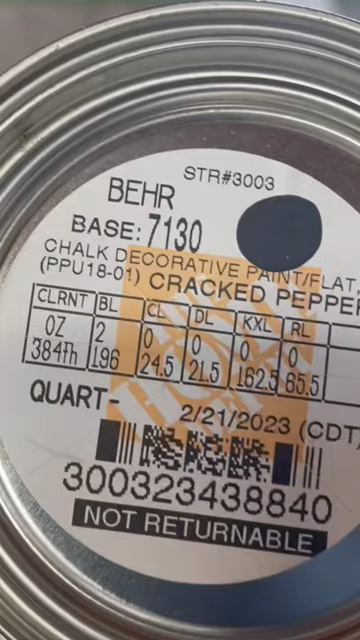 STR#3003
BEHR
BASE: 7130
CHALK DECORATIVE PAINT/FLAT,
(PPU18-01) CRACKED PEPPER
CLRNT BL CL DL KXL RL
OZ 2 0 0 0 0
384Th 196 24.5 21.5 162.5 65.5
QUART-
2/21/2023 (CDT)
300323438840
NOT RETURNABLE